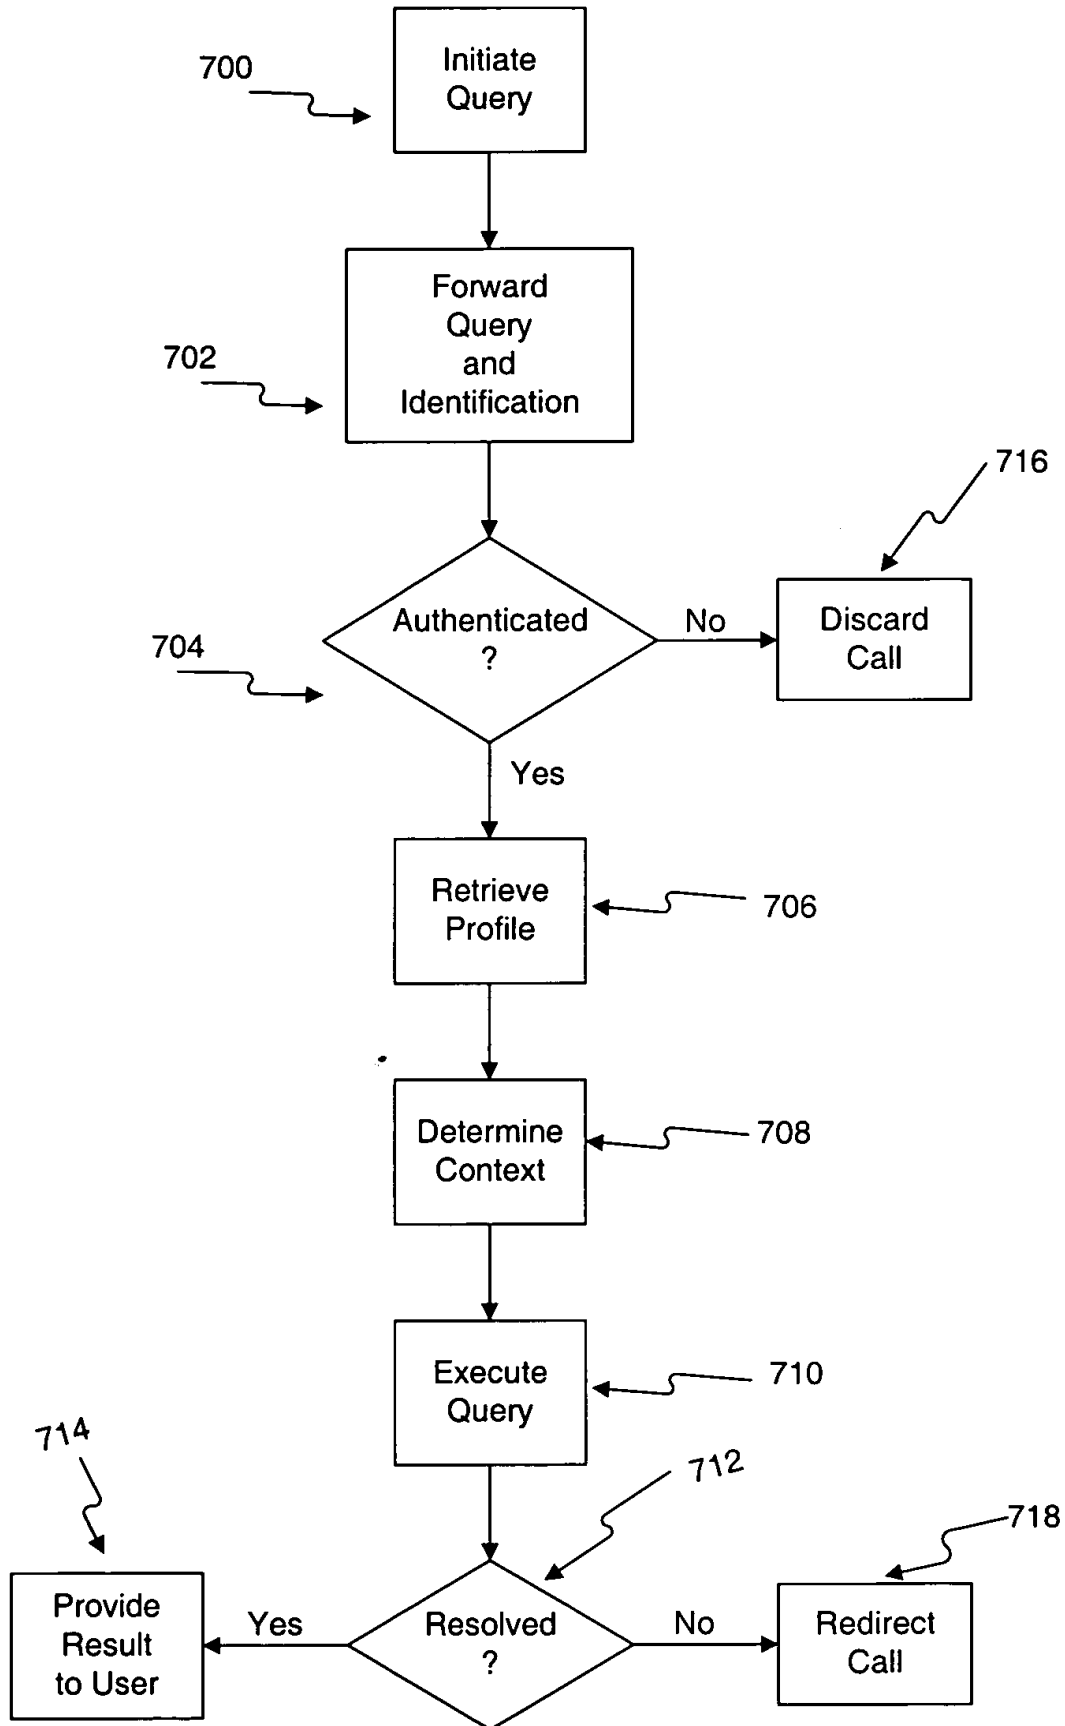 Initiate
Query
700
Forward
Query
and
Identification
702
716
Authenticated
?
No
Discard
Call
704
Yes
Retrieve
Profile
706
Determine
Context
708
Execute
Query
710
714
712
718
Provide
Result
to User
Yes
Resolved
?
No
Redirect
Call